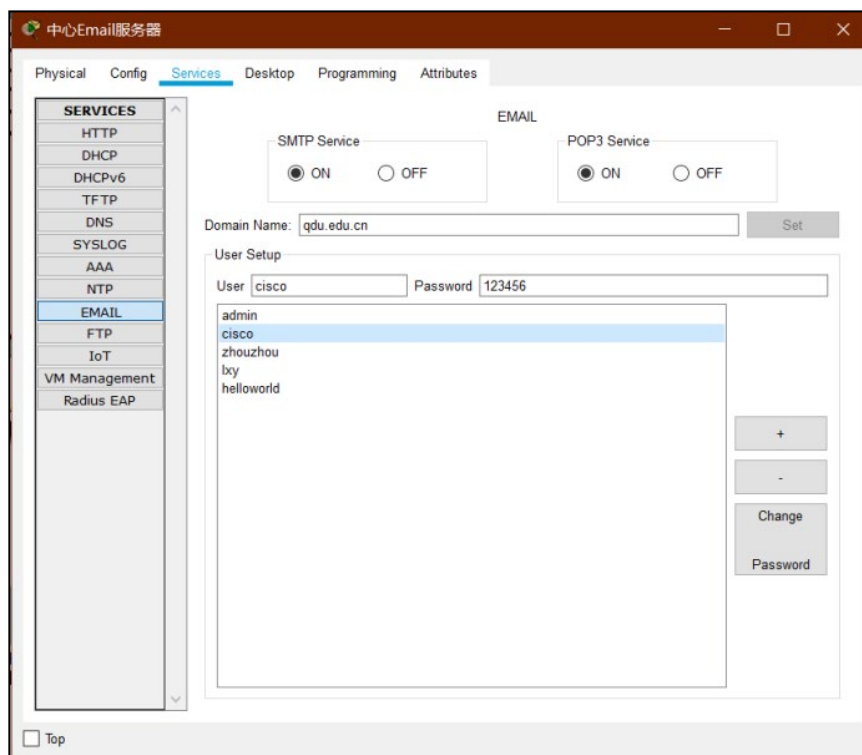 中心Email服务器
Physical Config Services Desktop Programming Attributes
SERVICES
HTTP
DHCP
DHCPv6
TFTP
DNS
SYSLOG
AAA
NTP
EMAIL
FTP
IoT
VM Management
Radius EAP
EMAIL
SMTP Service
ON OFF
POP3 Service
ON OFF
Domain Name: qdu.edu.cn Set
User Setup
User cisco Password 123456
admin
cisco
zhouzhou
lxy
helloworld
+
-
Change
Password
Top